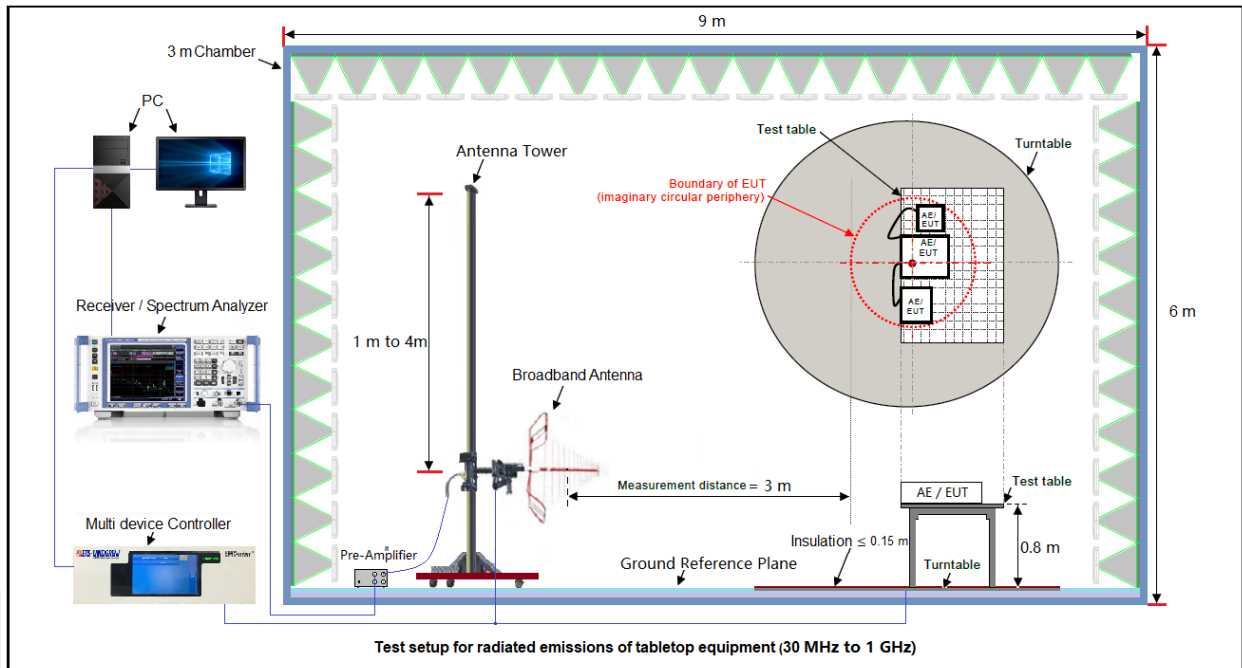 9 m
3 m Chamber
PC
Antenna Tower
Test table
Turntable
Boundary of EUT
(imaginary circular periphery)
AE/
EUT
AE/
EUT
AE/
EUT
Receiver / Spectrum Analyzer
1 m to 4m
6 m
Broadband Antenna
Measurement distance = 3 m
AE / EUT
Test table
Multi device Controller
Insulation ≤ 0.15 m
0.8 m
Pre-Amplifier
Ground Reference Plane
Turntable
Test setup for radiated emissions of tabletop equipment (30 MHz to 1 GHz)